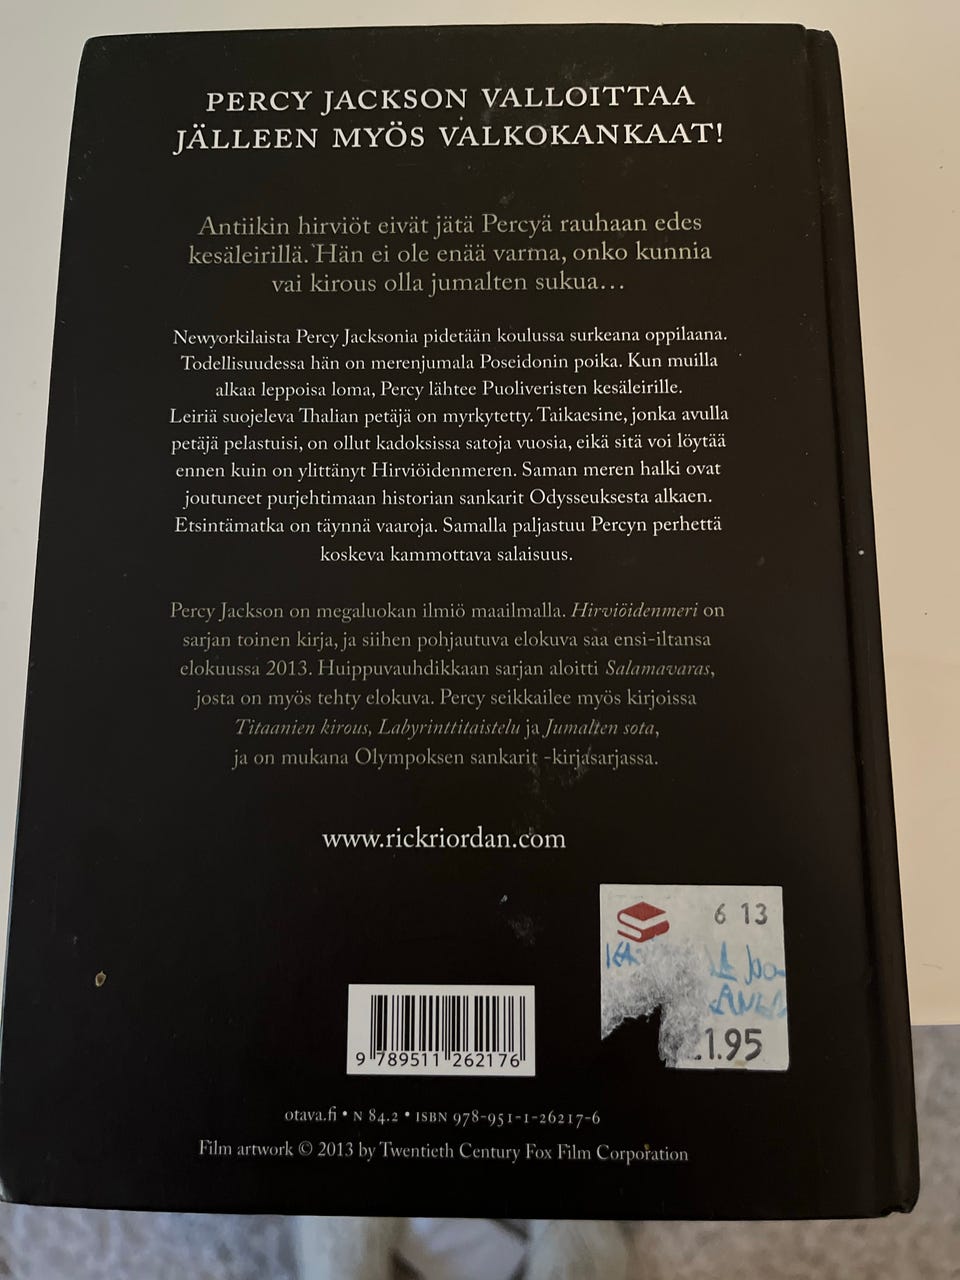 PERCY JACKSON VALLOITTAA
JÄLLEEN MYÖS VALKOKANKAAT!
Antiikin hirviöt eivät jätä Percyä rauhaan edes
kesäleirillä. Hän ei ole enää varma, onko kunnia
vai kirous olla jumalten sukua…
Newyorkilaista Percy Jacksonia pidetään koulussa surkeana oppilaana.
Todellisuudessa hän on merenjumala Poseidonin poika. Kun muilla
alkaa leppoisa loma, Percy lähtee Puoliveristen kesäleirille.
Leiriä suojeleva Thalian petäjä on myrkytetty. Taikaesine, jonka avulla
petäjä pelastuisi, on ollut kadoksissa satoja vuosia, eikä sitä voi löytää
ennen kuin on ylittänyt Hirviöidenmeren. Saman meren halki ovat
joutuneet purjehtimaan historian sankarit Odysseuksesta alkaen.
Etsintämatka on täynnä vaaroja. Samalla paljastuu Percyn perhettä
koskeva kammottava salaisuus.
Percy Jackson on megaluokan ilmiö maailmalla. Hirviöidenmeri on
sarjan toinen kirja, ja siihen pohjautuva elokuva saa ensi-iltansa
elokuussa 2013. Huippuvauhdikkaan sarjan aloitti Salamavaras,
josta on myös tehty elokuva. Percy seikkailee myös kirjoissa
Titaanien kirous, Labyrinttitaistelu ja Jumalten sota,
ja on mukana Olympoksen sankarit -kirjasarjassa.
www.rickriordan.com
6 13
1.95
9 789511 262176
otava.fi • N 84.2 • ISBN 978-951-1-26217-6
Film artwork © 2013 by Twentieth Century Fox Film Corporation